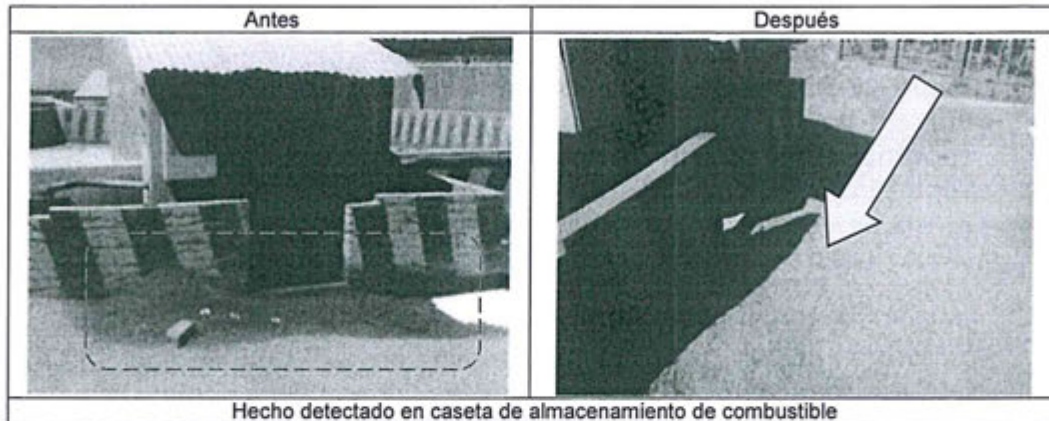 Antes
Después
Hecho detectado en caseta de almacenamiento de combustible